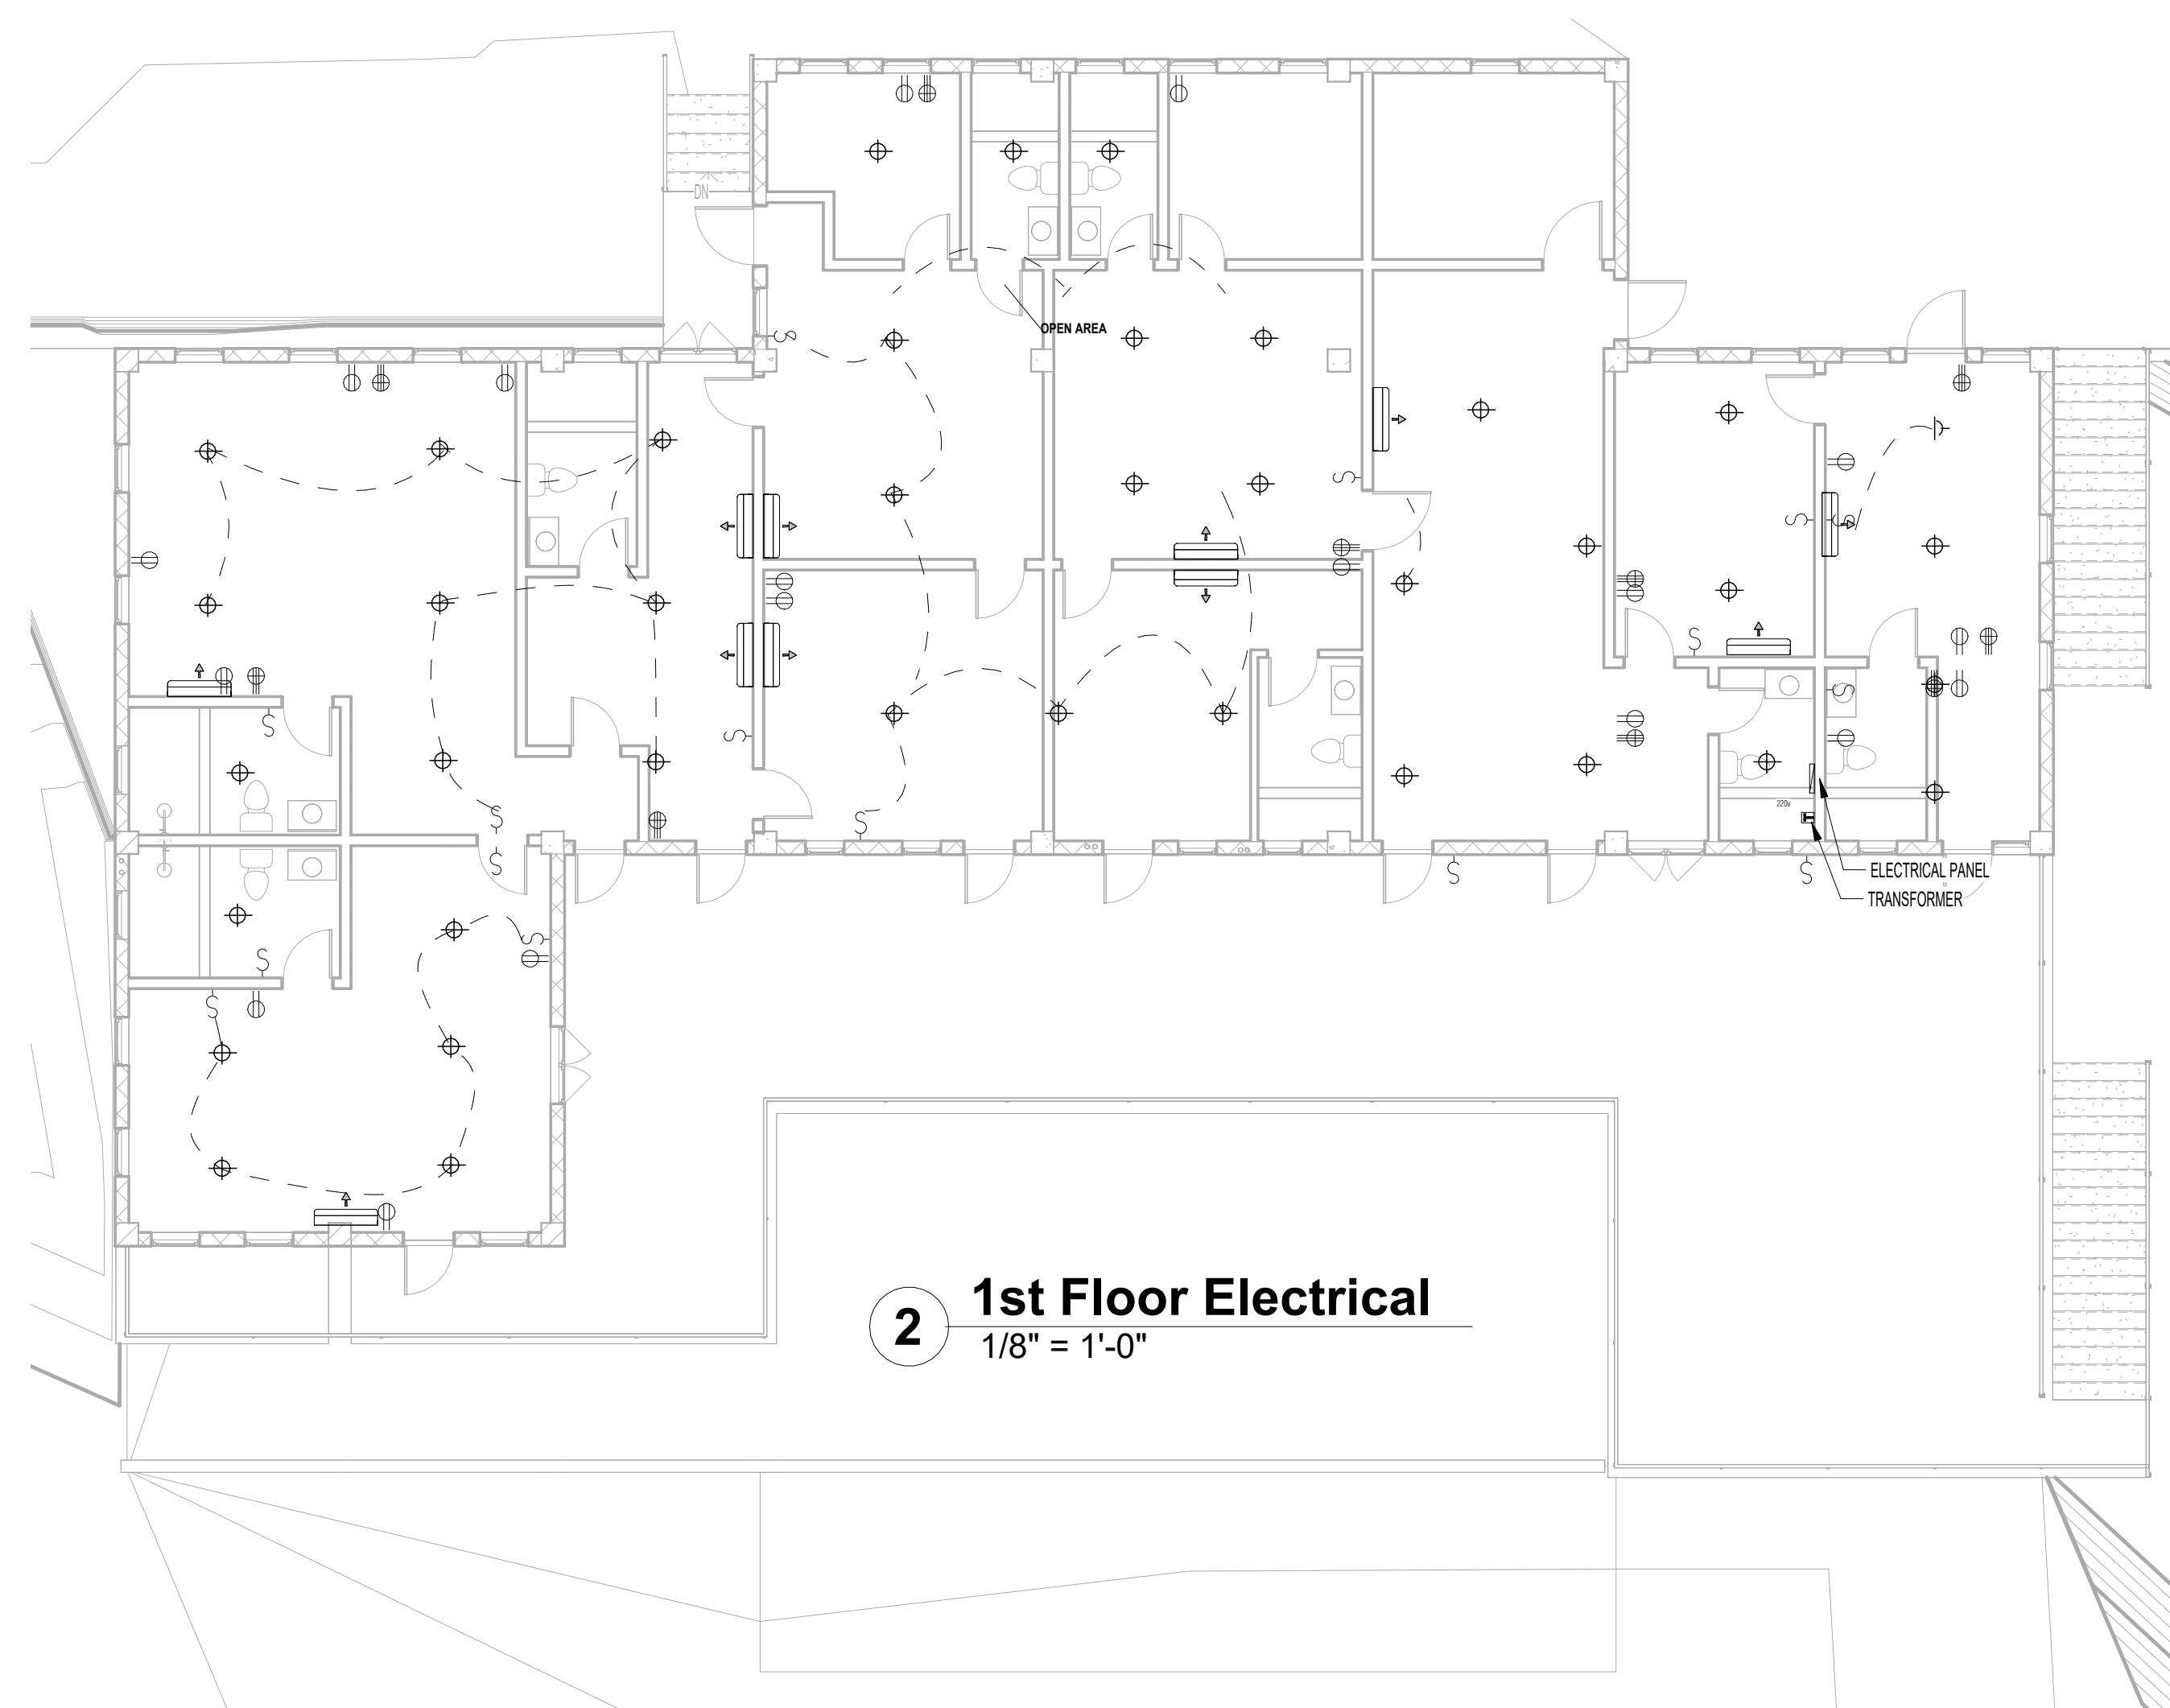 DN
OPEN AREA
220v
ELECTRICAL PANEL
TRANSFORMER
2
1st Floor Electrical
1/8" = 1'-0"